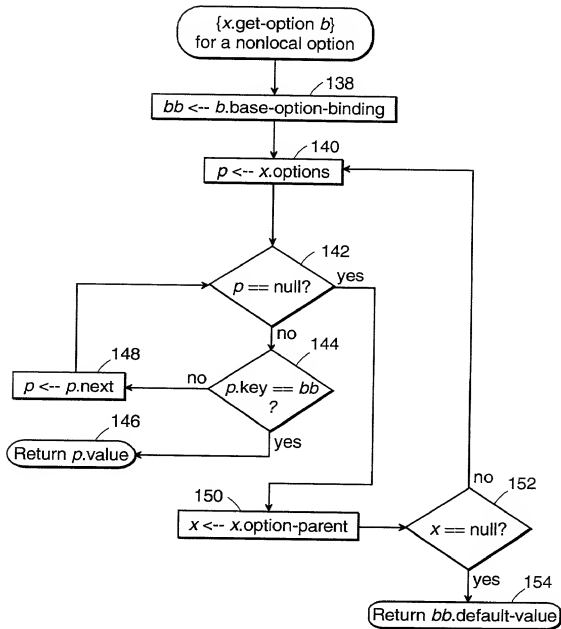 {x.get-option b}
for a nonlocal option
138
bb <-- b.base-option-binding
140
p <-- x.options
142
p == null?
yes
no
144
148
p <-- p.next
no
p.key == bb
?
146
Return p.value
yes
150
x <-- x.option-parent
no
152
x == null?
yes
154
Return bb.default-value